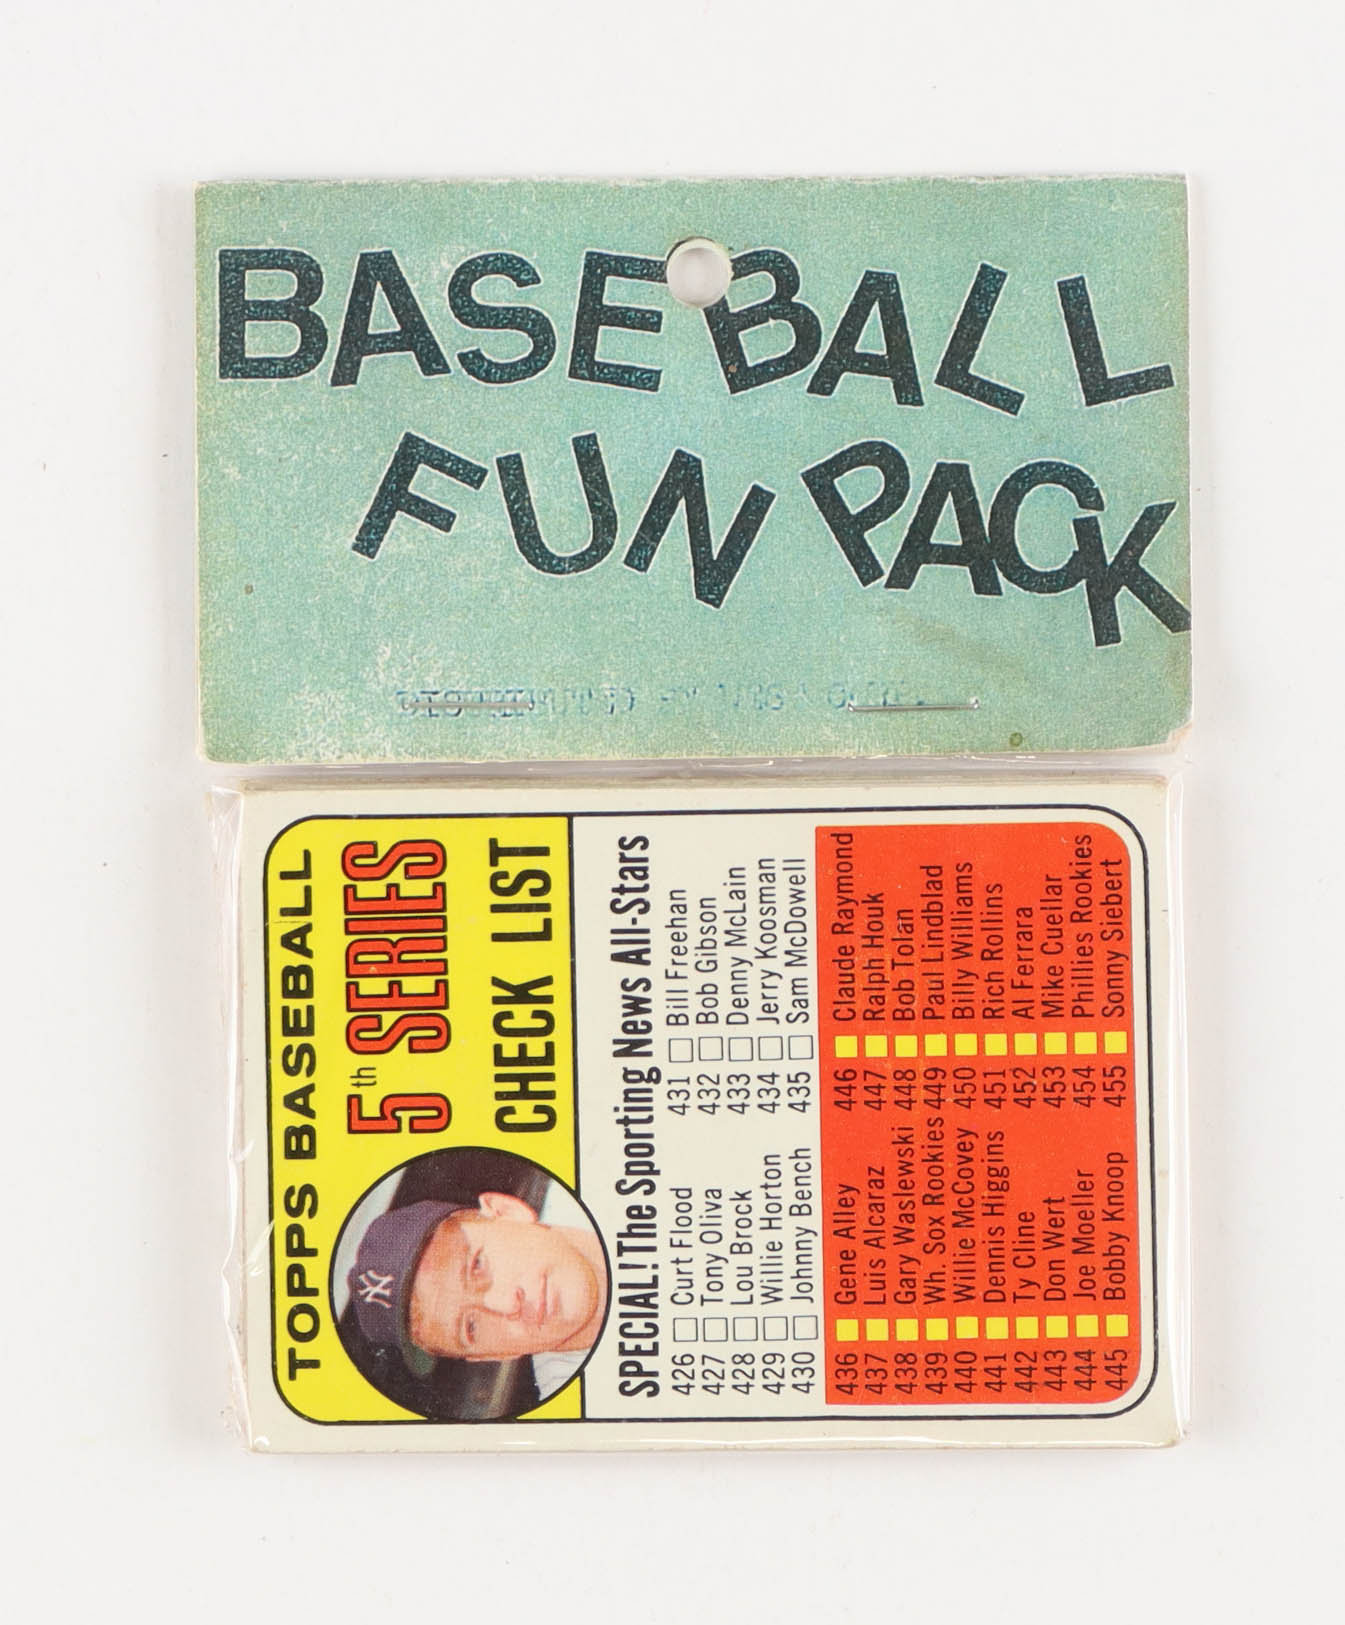 BASEBALL
FUN PACK
TOPPS BASEBALL
5th SERIES
CHECK LIST
NY
SPECIAL! The Sporting News All-Stars
426 Curt Flood
427 Tony Oliva
428 Lou Brock
429 Willie Horton
430 Johnny Bench
431 Bill Freehan
432 Bob Gibson
433 Denny McLain
434 Jerry Koosman
435 Sam McDowell
436 Gene Alley
437 Luis Alcaraz
438 Gary Waslewski
439 Wh. Sox Rookies
440 Willie McCovey
441 Dennis Higgins
442 Ty Cline
443 Don Wert
444 Joe Moeller
445 Bobby Knoop
446 Claude Raymond
447 Ralph Houk
448 Bob Tolan
449 Paul Lindblad
450 Billy Williams
451 Rich Rollins
452 Al Ferrara
453 Mike Cuellar
454 Phillies Rookies
455 Sonny Siebert